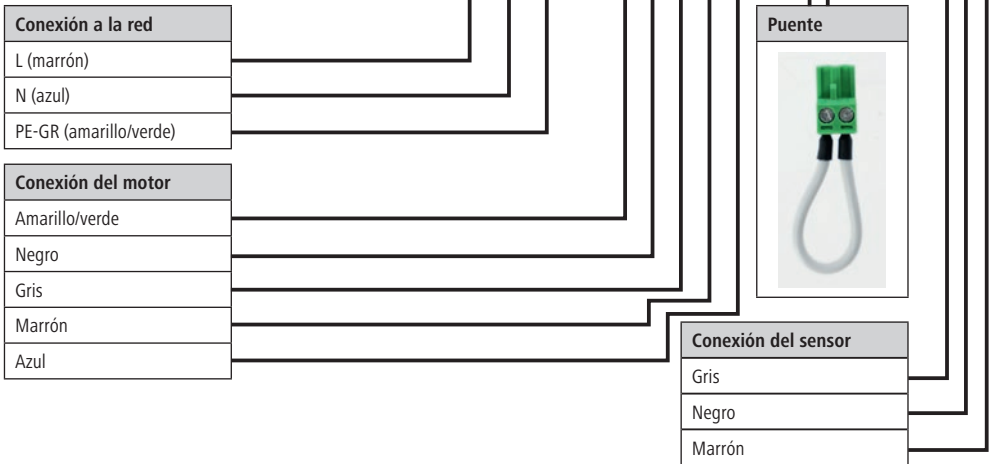 Conexión a la red
L (marrón)
N (azul)
PE-GR (amarillo/verde)
Conexión del motor
Amarillo/verde
Negro
Gris
Marrón
Azul
Puente
Conexión del sensor
Gris
Negro
Marrón